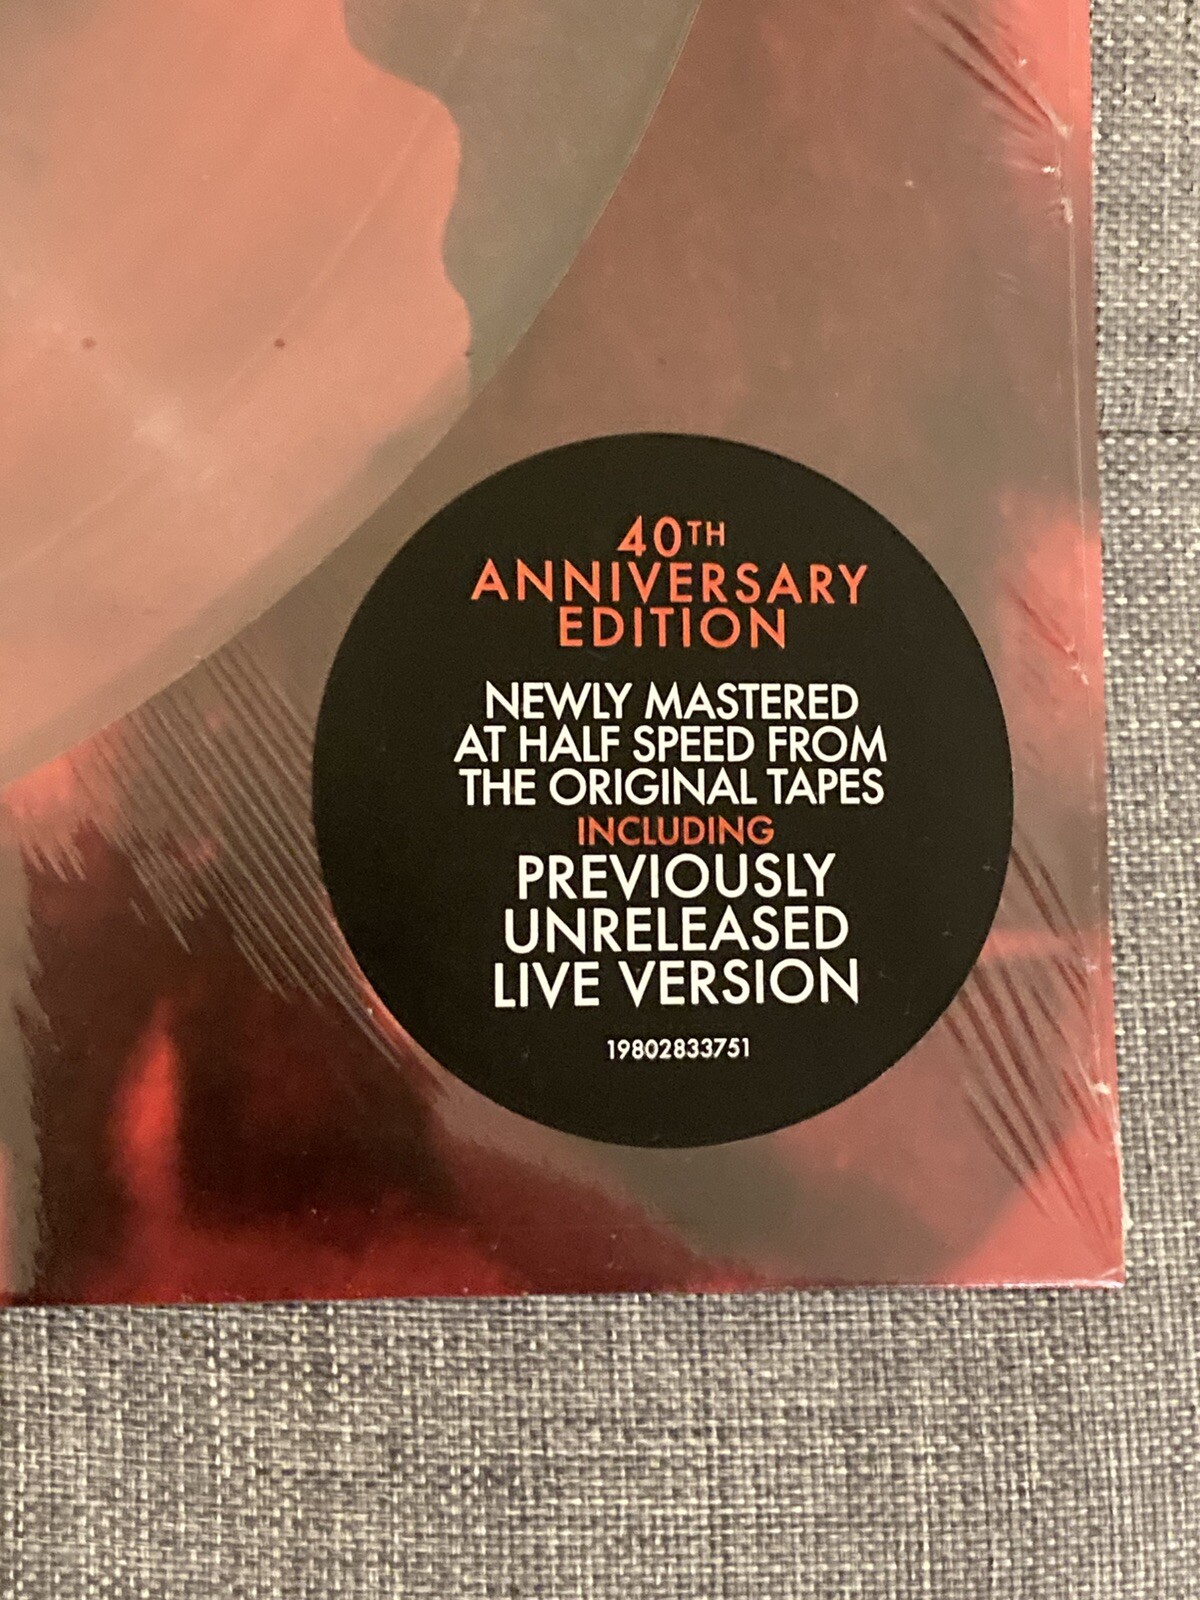 40TH
ANNIVERSARY
EDITION
NEWLY MASTERED
AT HALF SPEED FROM
THE ORIGINAL TAPES
INCLUDING
PREVIOUSLY
UNRELEASED
LIVE VERSION
19802833751